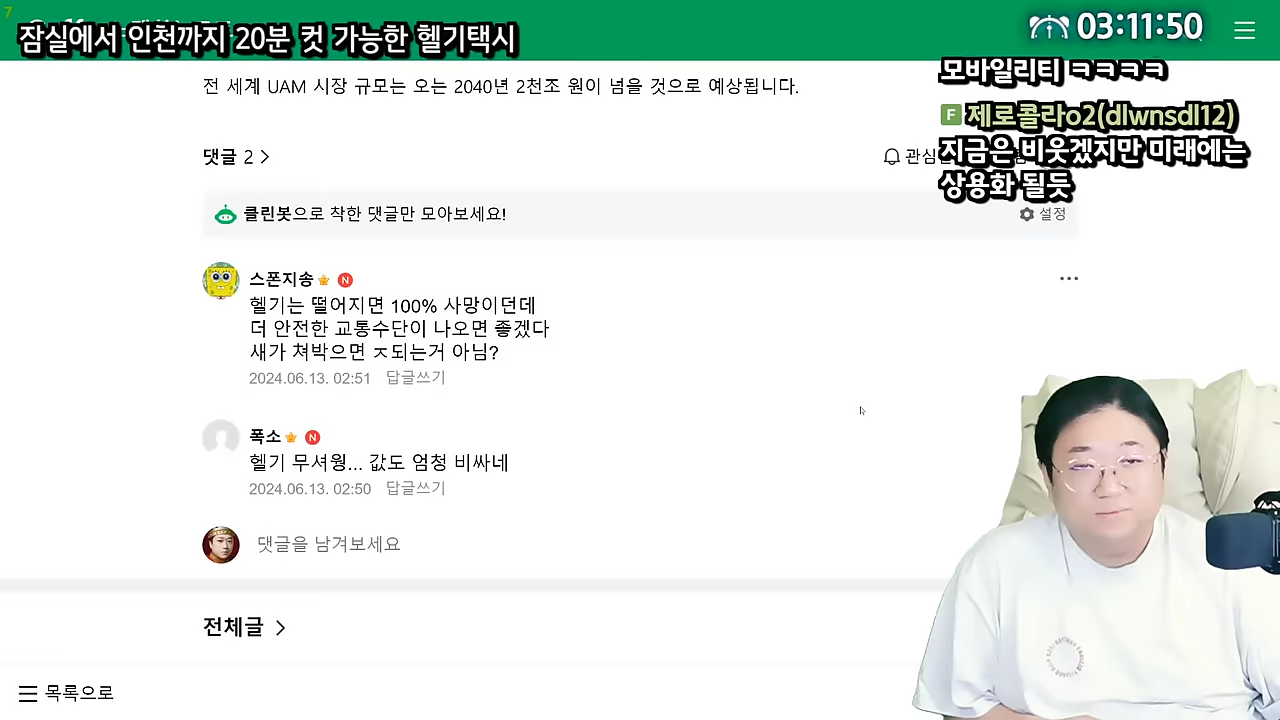 7
잠실에서 인천까지 20분 컷 가능한 헬기택시
03:11:50
전 세계 UAM 시장 규모는 오는 2040년 2천조 원이 넘을 것으로 예상됩니다.
모바일리티 ㅋㅋㅋㅋ
F 제로콜라o2(dlwnsdl12)
지금은 비웃겠지만 미래에는
상용화 될듯
댓글 2
클린봇으로 착한 댓글만 모아보세요!
설정
스폰지송 N
헬기는 떨어지면 100% 사망이던데
더 안전한 교통수단이 나오면 좋겠다
새가 쳐박으면 ㅈ되는거 아님?
2024.06.13. 02:51 답글쓰기
폭소 N
헬기 무셔웡... 값도 엄청 비싸네
2024.06.13. 02:50 답글쓰기
댓글을 남겨보세요
전체글
목록으로